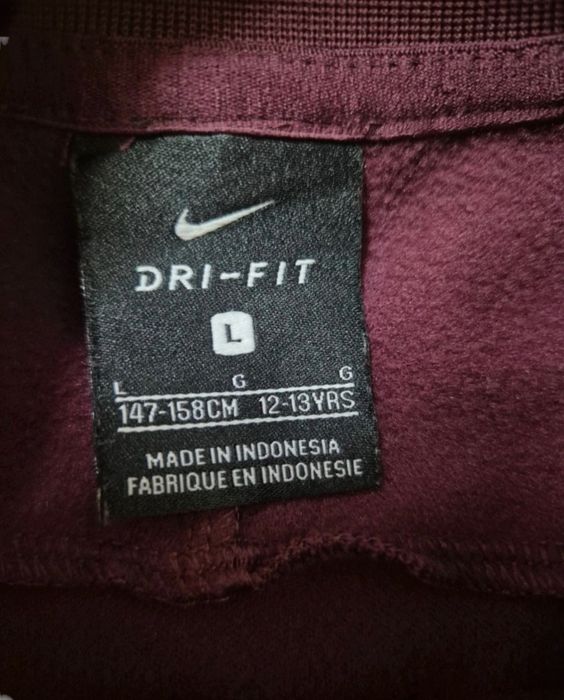 DRI-FIT
L
L G G
147-158CM 12-13YRS
MADE IN INDONESIA
FABRIQUE EN INDONESIE